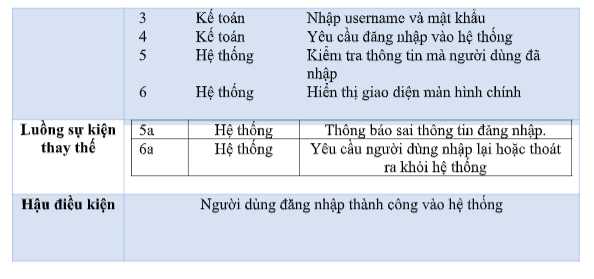 3 Kế toán Nhập username và mật khẩu
4 Kế toán Yêu cầu đăng nhập vào hệ thống
5 Hệ thống Kiểm tra thông tin mà người dùng đã
nhập
6 Hệ thống Hiển thị giao diện màn hình chính
Luồng sự kiện
thay thế
5a Hệ thống Thông báo sai thông tin đăng nhập.
6a Hệ thống Yêu cầu người dùng nhập lại hoặc thoát
ra khỏi hệ thống
Hậu điều kiện Người dùng đăng nhập thành công vào hệ thống